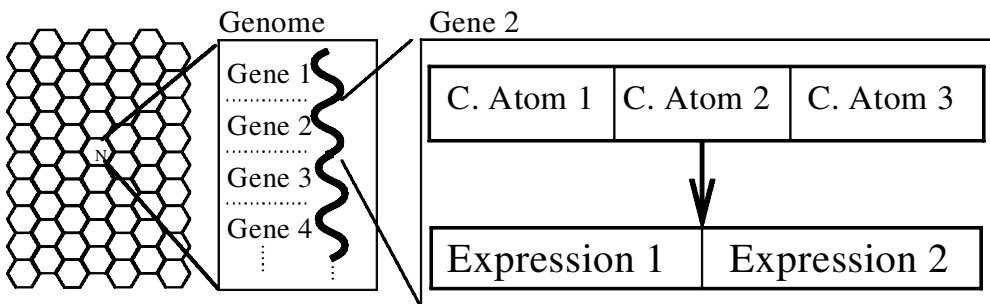 Genome
Gene 2
Gene 1
Gene 2
Gene 3
Gene 4
N
C. Atom 1
C. Atom 2
C. Atom 3
Expression 1
Expression 2